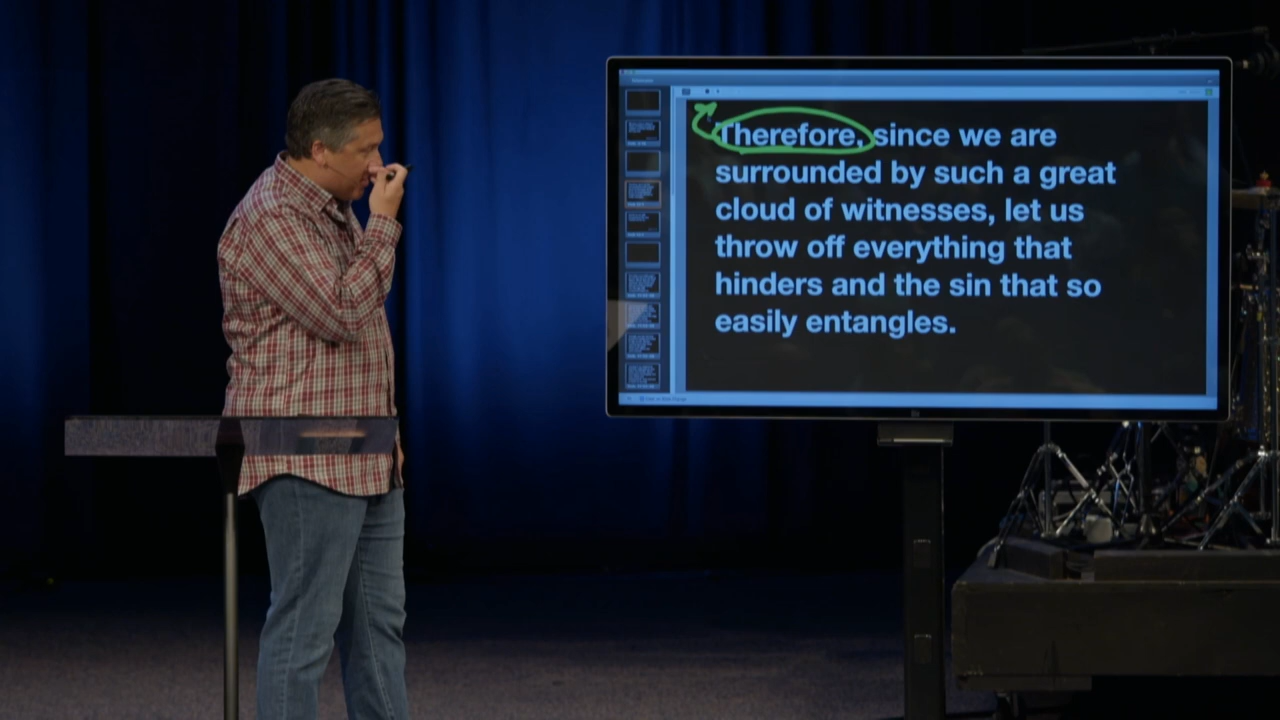 Therefore, since we are
surrounded by such a great
cloud of witnesses, let us
throw off everything that
hinders and the sin that so
easily entangles.